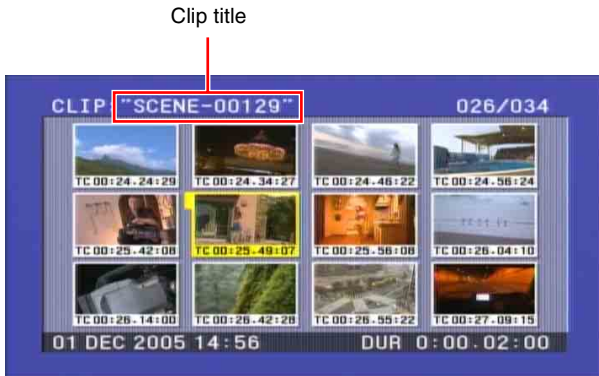 Clip title
CLIP:"SCENE-00129" 026/034
TC 00:24.24:29 TC 00:24.34:27 TC 00:24.46:22 TC 00:24.56:24
TC 00:25.42:08 TC 00:25.49:07 TC 00:25.56:08 TC 00:26.04:10
TC 00:26.14:00 TC 00:26.42:28 TC 00:26.55:22 TC 00:27.09:15
01 DEC 2005 14:56 DUR 0:00.02:00